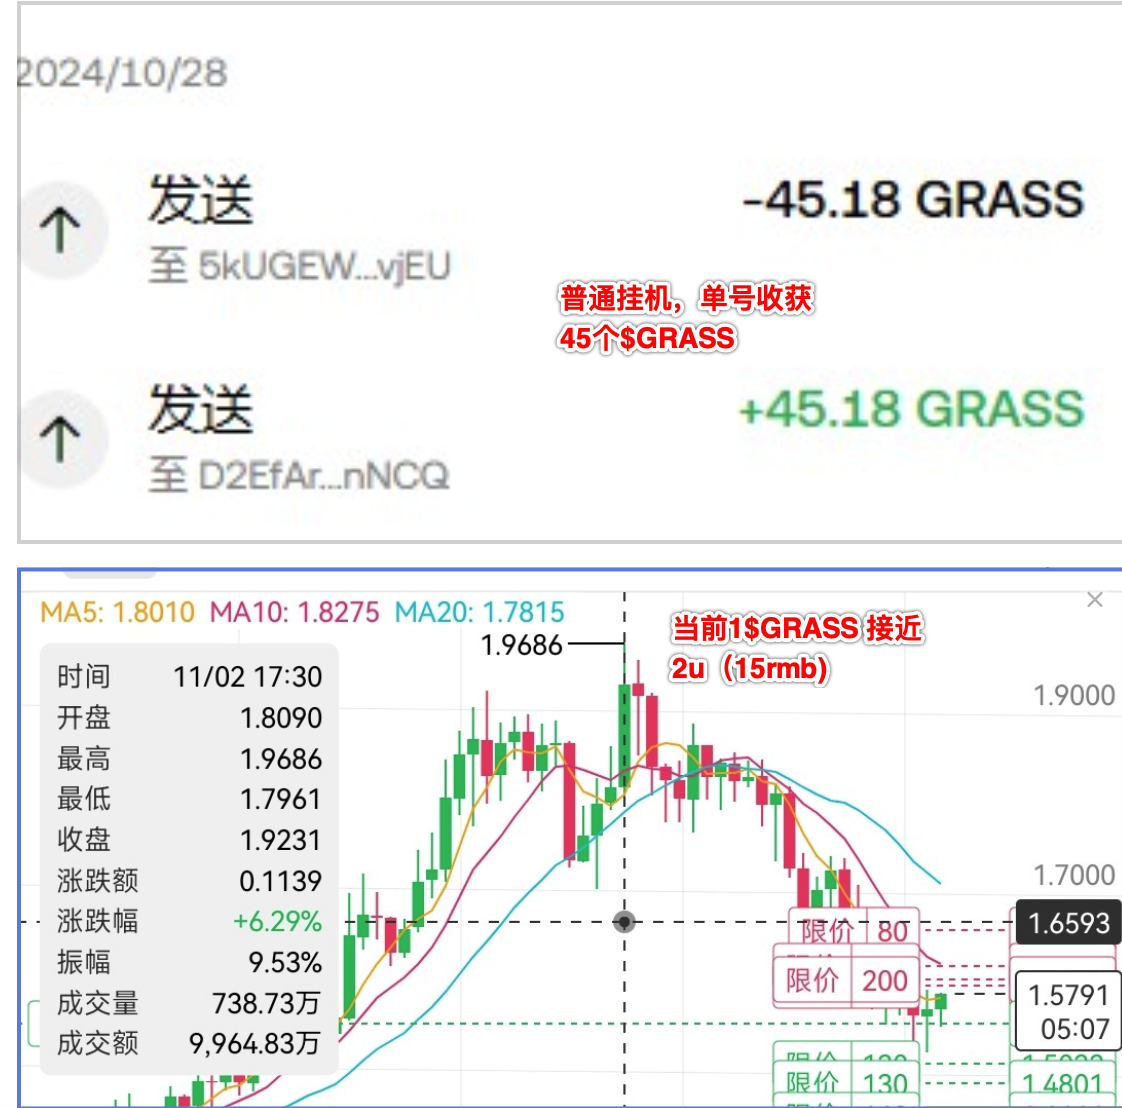 2024/10/28
发送
-45.18 GRASS
至 5kUGEW...vjEU
普通挂机，单号收获
45个$GRASS
发送
+45.18 GRASS
至 D2EfAr...nNCQ
MA5: 1.8010 MA10: 1.8275 MA20: 1.7815
当前1$GRASS 接近
2u（15rmb)
1.9686
时间 11/02 17:30
开盘 1.8090
最高 1.9686
最低 1.7961
收盘 1.9231
涨跌额 0.1139
涨跌幅 +6.29%
振幅 9.53%
成交量 738.73万
成交额 9,964.83万
1.9000
1.7000
限价 80
1.6593
限价 200
1.5791
05:07
限价 130
1.4801